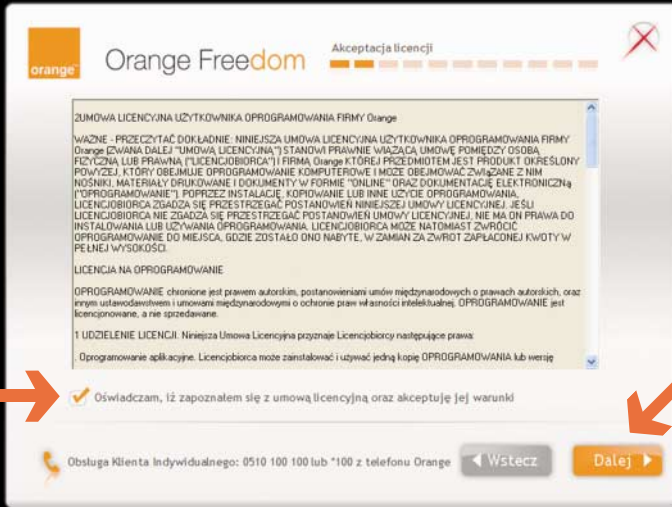 orange™
Orange Freedom
Akceptacja licencji
2UMOWA LICENCYJNA UŻYTKOWNIKA OPROGRAMOWANIA FIRMY Orange
WAŻNE - PRZECZYTAĆ DOKŁADNIE: NINIEJSZA UMOWA LICENCYJNA UŻYTKOWNIKA OPROGRAMOWANIA FIRMY
Orange (ZWANA DALEJ "UMOWĄ LICENCYJNĄ") STANOWI PRAWNIE WIĄŻĄCĄ UMOWĘ POMIĘDZY OSOBĄ
FIZYCZNĄ LUB PRAWNĄ ("LICENCJOBIORCA") I FIRMĄ Orange KTÓREJ PRZEDMIOTEM JEST PRODUKT OKREŚLONY
POWYŻEJ, KTÓRY OBEJMUJE OPROGRAMOWANIE KOMPUTEROWE I MOŻE OBEJMOWAĆ ZWIĄZANE Z NIM
NOŚNIKI, MATERIAŁY DRUKOWANE I DOKUMENTY W FORMIE "ONLINE" ORAZ DOKUMENTACJĘ ELEKTRONICZNą
("OPROGRAMOWANIE"). POPRZEZ INSTALACJĘ, KOPIOWANIE LUB INNE UŻYCIE OPROGRAMOWANIA,
LICENCJOBIORCA ZGADZA SIĘ PRZESTRZEGAĆ POSTANOWIEŃ NINIEJSZEJ UMOWY LICENCYJNEJ. JEŚLI
LICENCJOBIORCA NIE ZGADZA SIĘ PRZESTRZEGAĆ POSTANOWIEŃ UMOWY LICENCYJNEJ, NIE MA ON PRAWA DO
INSTALOWANIA LUB UŻYWANIA OPROGRAMOWANIA. LICENCJOBIORCA MOŻE NATOMIAST ZWRÓCIĆ
OPROGRAMOWANIE DO MIEJSCA, GDZIE ZOSTAŁO ONO NABYTE, W ZAMIAN ZA ZWROT ZAPŁACONEJ KWOTY W
PEŁNEJ WYSOKOŚCI.
LICENCJA NA OPROGRAMOWANIE
OPROGRAMOWANIE chronione jest prawem autorskim, postanowieniami umów międzynarodowych o prawach autorskich, oraz
innym ustawodawstwem i umowami międzynarodowymi o ochronie praw własności intelektualnej. OPROGRAMOWANIE jest
licencjonowane, a nie sprzedawane.
1 UDZIELENIE LICENCJI. Niniejsza Umowa Licencyjna przyznaje Licencjobiorcy następujące prawa:
. Oprogramowanie aplikacyjne. Licencjobiorca może zainstalować i używać jedną kopię OPROGRAMOWANIA lub wersję
Oświadczam, iż zapoznałem się z umową licencyjną oraz akceptuję jej warunki
Obsługa Klienta Indywidualnego: 0510 100 100 lub *100 z telefonu Orange
Wstecz
Dalej